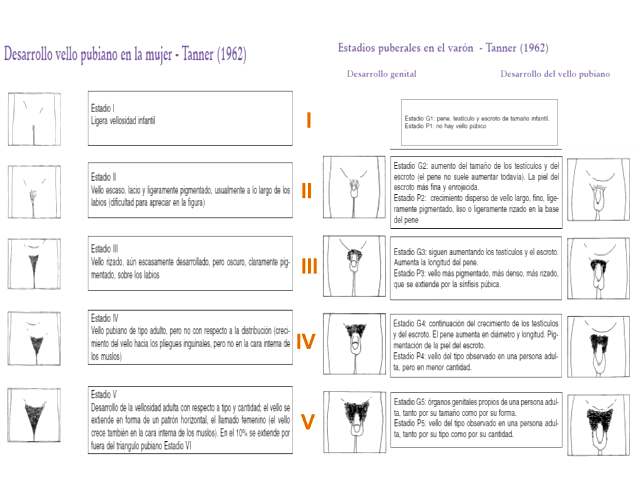 Desarrollo vello pubiano en la mujer - Tanner (1962)
Estadio I
Ligera vellosidad infantil
Estadio II
Vello escaso, lacio y ligeramente pigmentado, usualmente a lo largo de los
labios (dificultad para apreciar en la figura)
Estadio III
Vello rizado, aún escasamente desarrollado, pero oscuro, claramente pig-
mentado, sobre los labios
Estadio IV
Vello pubiano de tipo adulto, pero no con respecto a la distribución (creci-
miento del vello hacia los pliegues inguinales, pero no en la cara interna de
los muslos)
Estadio V
Desarrollo de la vellosidad adulta con respecto a tipo y cantidad; el vello se
extiende en forma de un patrón horizontal, el llamado femenino (el vello
crece también en la cara interna de los muslos). En el 10% se extiende por
fuera del triangulo pubiano Estadio VI
I
II
III
IV
V
Estadios puberales en el varón - Tanner (1962)
Desarrollo genital
Desarrollo del vello pubiano
Estadio G1: pene, testículo y escroto de tamaño infantil.
Estadio P1: no hay vello púbico
Estadio G2: aumento del tamaño de los testículos y del
escroto (el pene no suele aumentar todavía). La piel del
escroto más fina y enrojecida.
Estadio P2: crecimiento disperso de vello largo, fino, lige-
ramente pigmentado, liso o ligeramente rizado en la base
del pene
Estadio G3: siguen aumentando los testículos y el escroto.
Aumenta la longitud del pene.
Estadio P3: vello más pigmentado, más denso, más rizado,
que se extiende por la sínfisis púbica.
Estadio G4: continuación del crecimiento de los testículos
y del escroto. El pene aumenta en diámetro y longitud. Pig-
mentación de la piel del escroto.
Estadio P4: vello del tipo observado en una persona adul-
ta, pero en menor cantidad.
Estadio G5: órganos genitales propios de una persona adul-
ta, tanto por su tamaño como por su forma.
Estadio P5: vello del tipo observado en una persona adul-
ta, tanto por su tipo como por su cantidad.